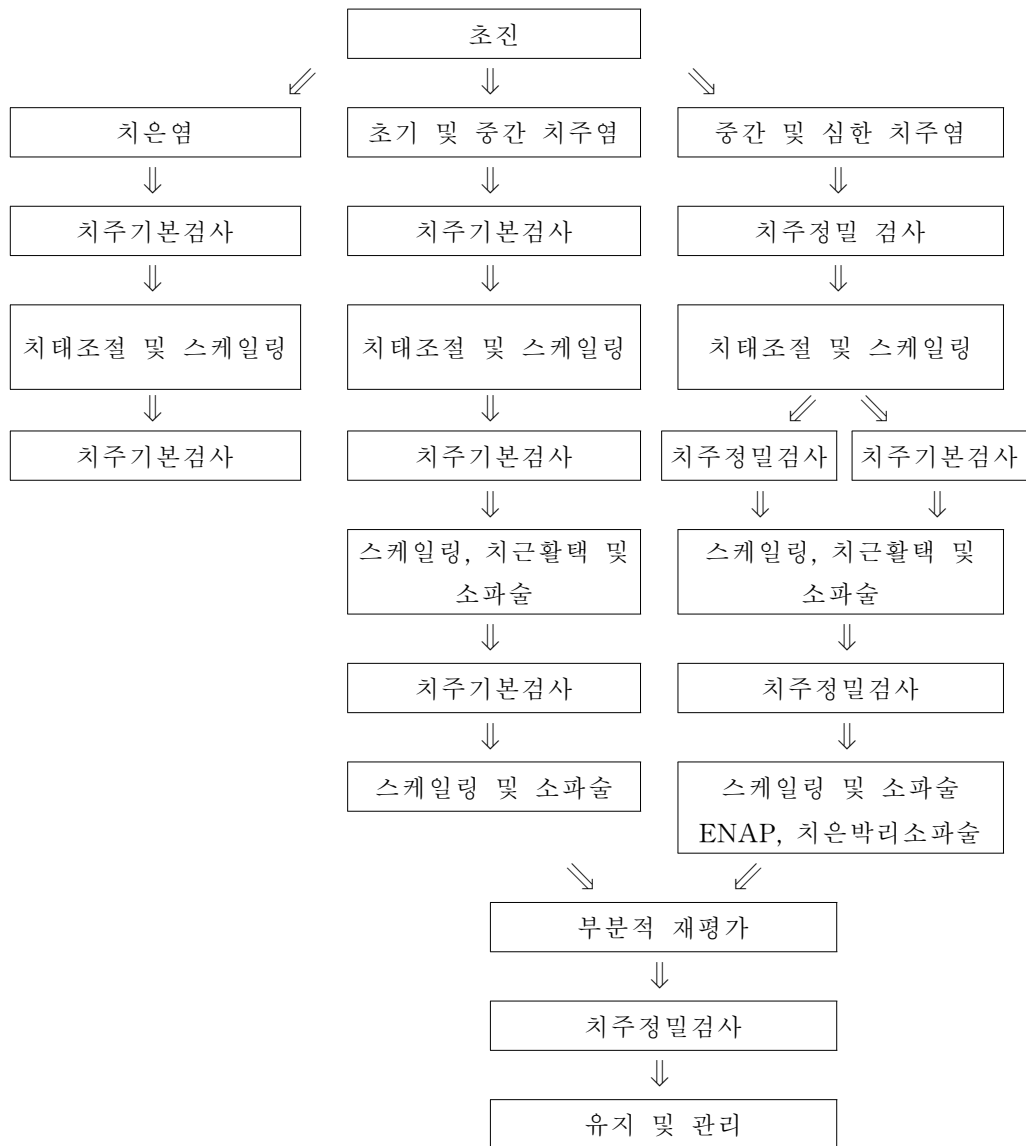 초진
치은염
초기 및 중간 치주염
중간 및 심한 치주염
치주기본검사
치주기본검사
치주정밀 검사
치태조절 및 스케일링
치태조절 및 스케일링
치태조절 및 스케일링
치주기본검사
치주기본검사
치주정밀검사
치주기본검사
스케일링, 치근활택 및
소파술
스케일링, 치근활택 및
소파술
치주기본검사
치주정밀검사
스케일링 및 소파술
스케일링 및 소파술
ENAP, 치은박리소파술
부분적 재평가
치주정밀검사
유지 및 관리